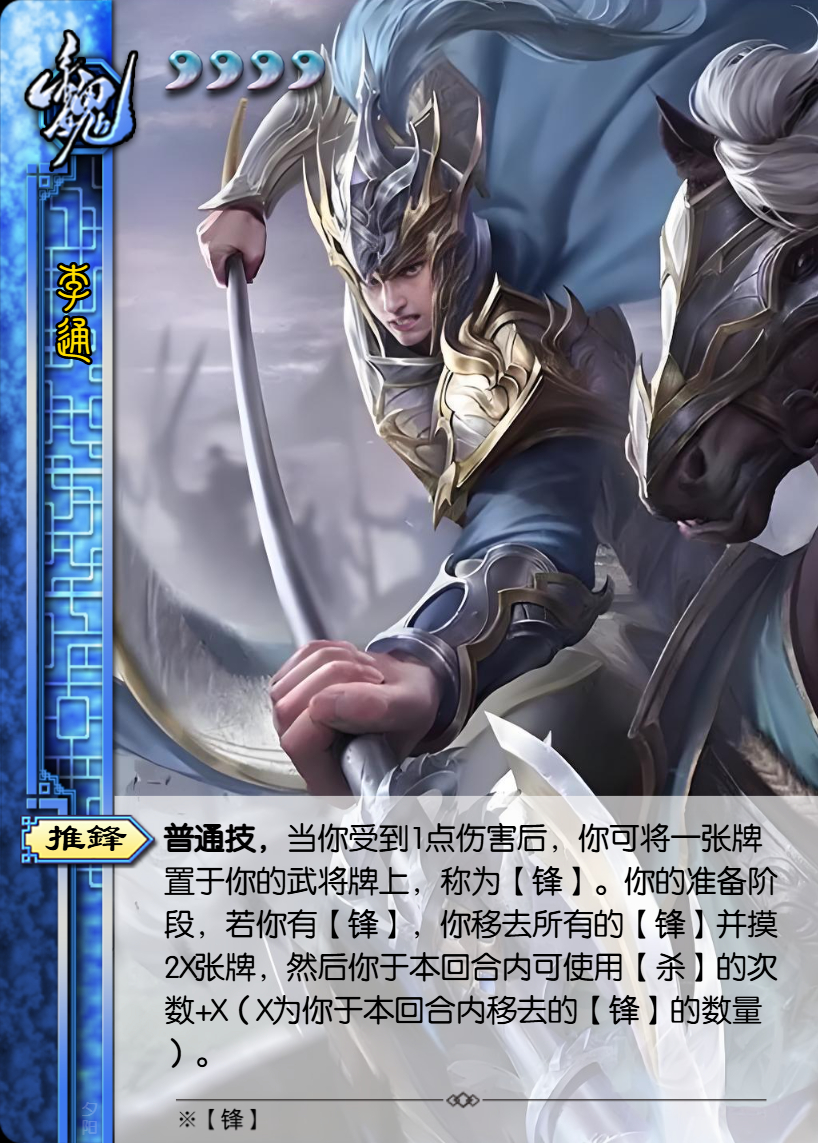 魏
李通
推鋒
普通技，当你受到1点伤害后，你可将一张牌
置于你的武将牌上，称为【锋】。你的准备阶
段，若你有【锋】，你移去所有的【锋】并摸
2X张牌，然后你于本回合内可使用【杀】的次
数+X（X为你于本回合内移去的【锋】的数量
）。
※【锋】
夕阳